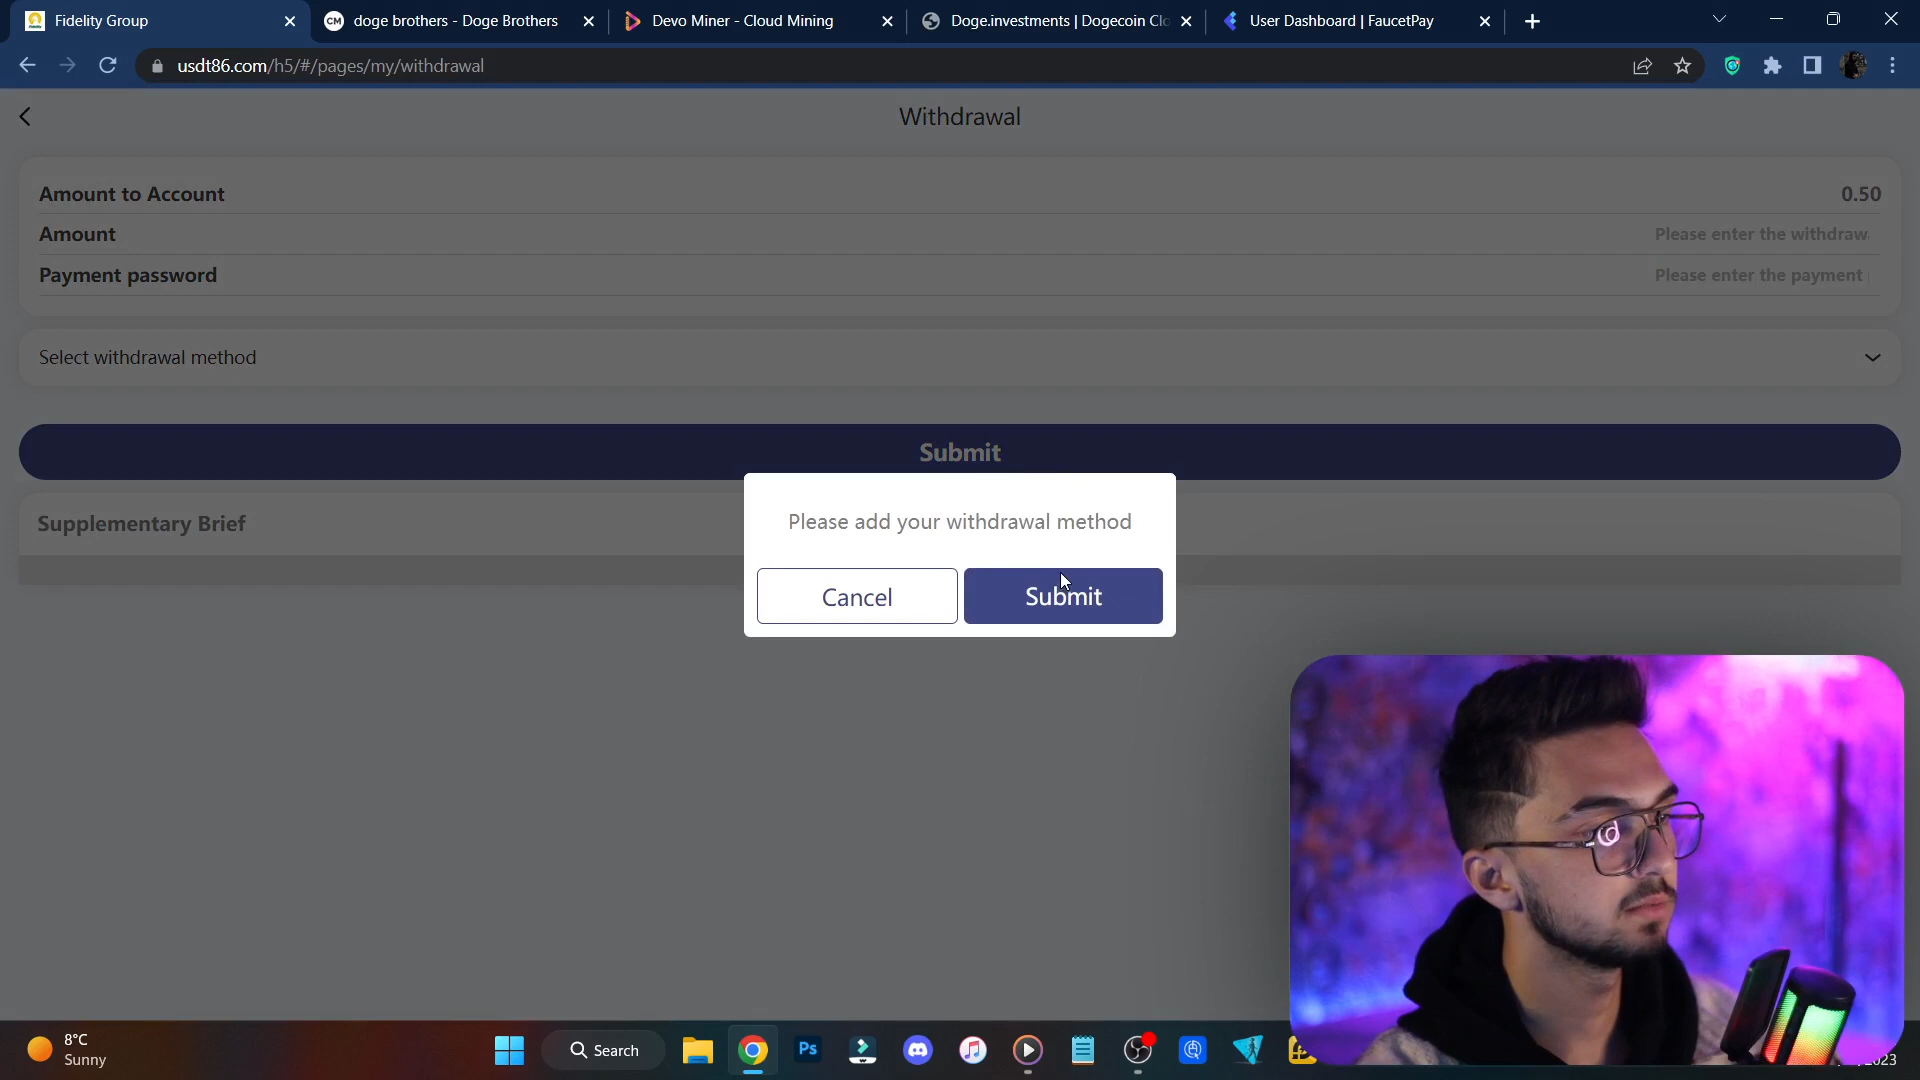 Fidelity Group
doge brothers - Doge Brothers
Devo Miner - Cloud Mining
Doge.investments | Dogecoin Clo
User Dashboard | FaucetPay
usdt86.com/h5/#/pages/my/withdrawal
Withdrawal
Amount to Account
0.50
Amount
Please enter the withdraw
Payment password
Please enter the payment
Select withdrawal method
Submit
Supplementary Brief
Please add your withdrawal method
Cancel
Submit
8°C
Sunny
Search
Ps